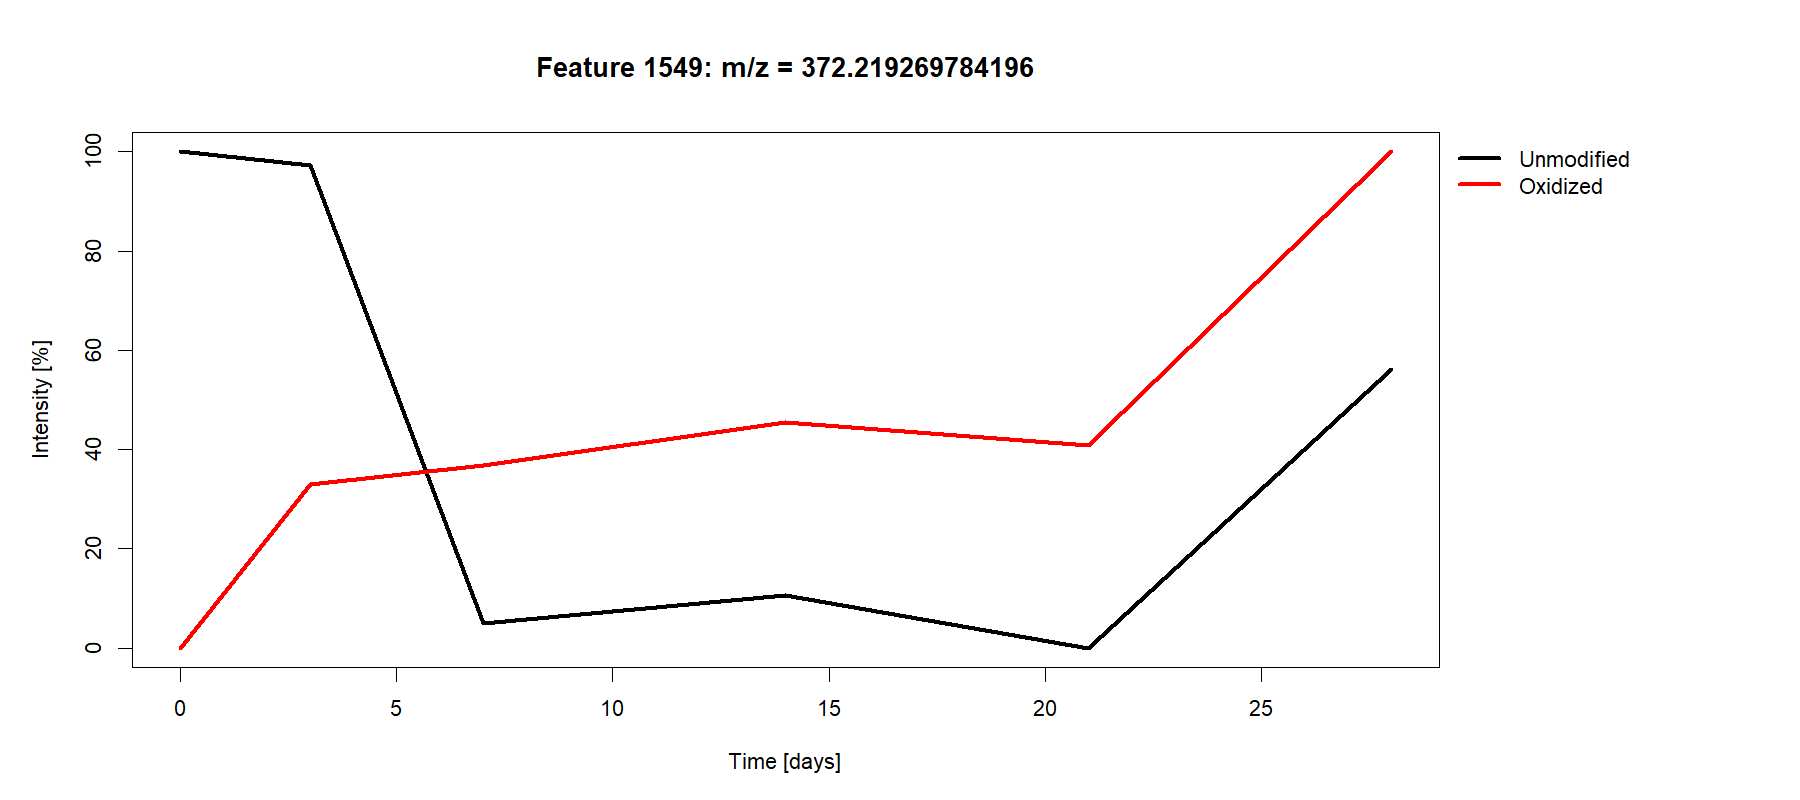 Feature 1549: m/z = 372.219269784196
Unmodified
Oxidized
Intensity [%]
100
80
60
40
20
0
0 5 10 15 20 25
Time [days]